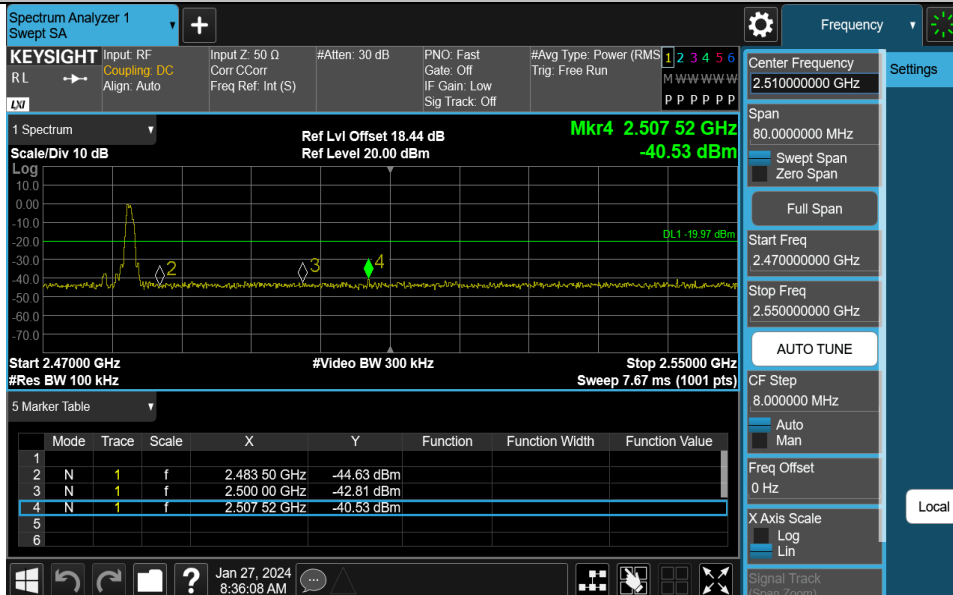 Spectrum Analyzer 1
Swept SA
+
Frequency
KEYSIGHT
R L
LXI
Input: RF
Coupling: DC
Align: Auto
Input Z: 50 Ω
Corr CCorr
Freq Ref: Int (S)
#Atten: 30 dB
PNO: Fast
Gate: Off
IF Gain: Low
Sig Track: Off
#Avg Type: Power (RMS
Trig: Free Run
1 2 3 4 5 6
M W W W W W
P P P P P P
1 Spectrum
Scale/Div 10 dB
Ref Lvl Offset 18.44 dB
Ref Level 20.00 dBm
Mkr4 2.507 52 GHz
-40.53 dBm
Log
10.0
0.00
-10.0
-20.0
-30.0
-40.0
-50.0
-60.0
-70.0
DL1 -19.97 dBm
2
3
4
Start 2.47000 GHz
#Res BW 100 kHz
#Video BW 300 kHz
Stop 2.55000 GHz
Sweep 7.67 ms (1001 pts)
5 Marker Table
Mode Trace Scale X Y Function Function Width Function Value
1
2 N 1 f 2.483 50 GHz -44.63 dBm
3 N 1 f 2.500 00 GHz -42.81 dBm
4 N 1 f 2.507 52 GHz -40.53 dBm
5
6
?
Jan 27, 2024
8:36:08 AM
Center Frequency
2.510000000 GHz
Span
80.0000000 MHz
Swept Span
Zero Span
Full Span
Start Freq
2.470000000 GHz
Stop Freq
2.550000000 GHz
AUTO TUNE
CF Step
8.000000 MHz
Auto
Man
Freq Offset
0 Hz
X Axis Scale
Log
Lin
Signal Track
(Span Zoom)
Settings
Local